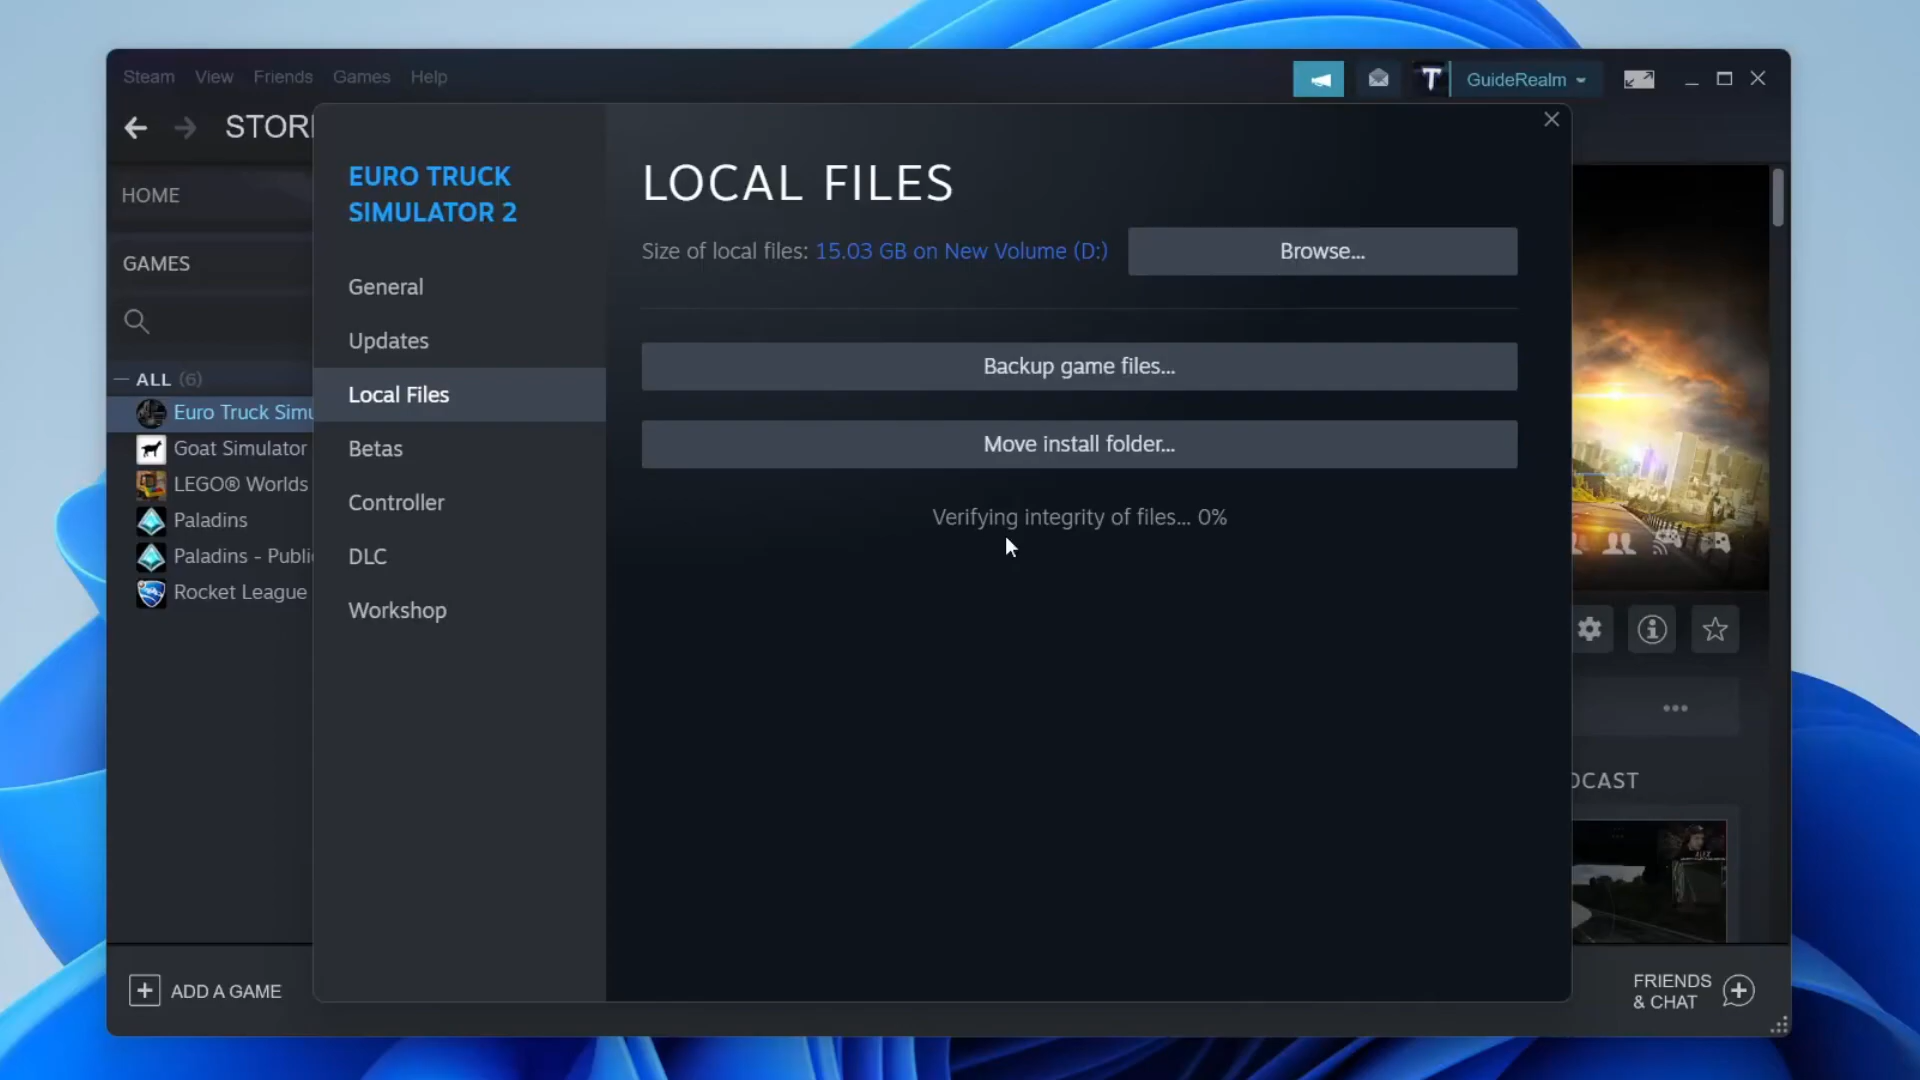 Steam View Friends Games Help
GuideRealm
STOR
HOME
GAMES
ALL (6)
Euro Truck Simu
Goat Simulator
LEGO® Worlds
Paladins
Paladins - Publi
Rocket League
ADD A GAME
EURO TRUCK
SIMULATOR 2
General
Updates
Local Files
Betas
Controller
DLC
Workshop
LOCAL FILES
Size of local files: 15.03 GB on New Volume (D:)
Browse...
Backup game files...
Move install folder...
Verifying integrity of files... 0%
DCAST
FRIENDS
& CHAT